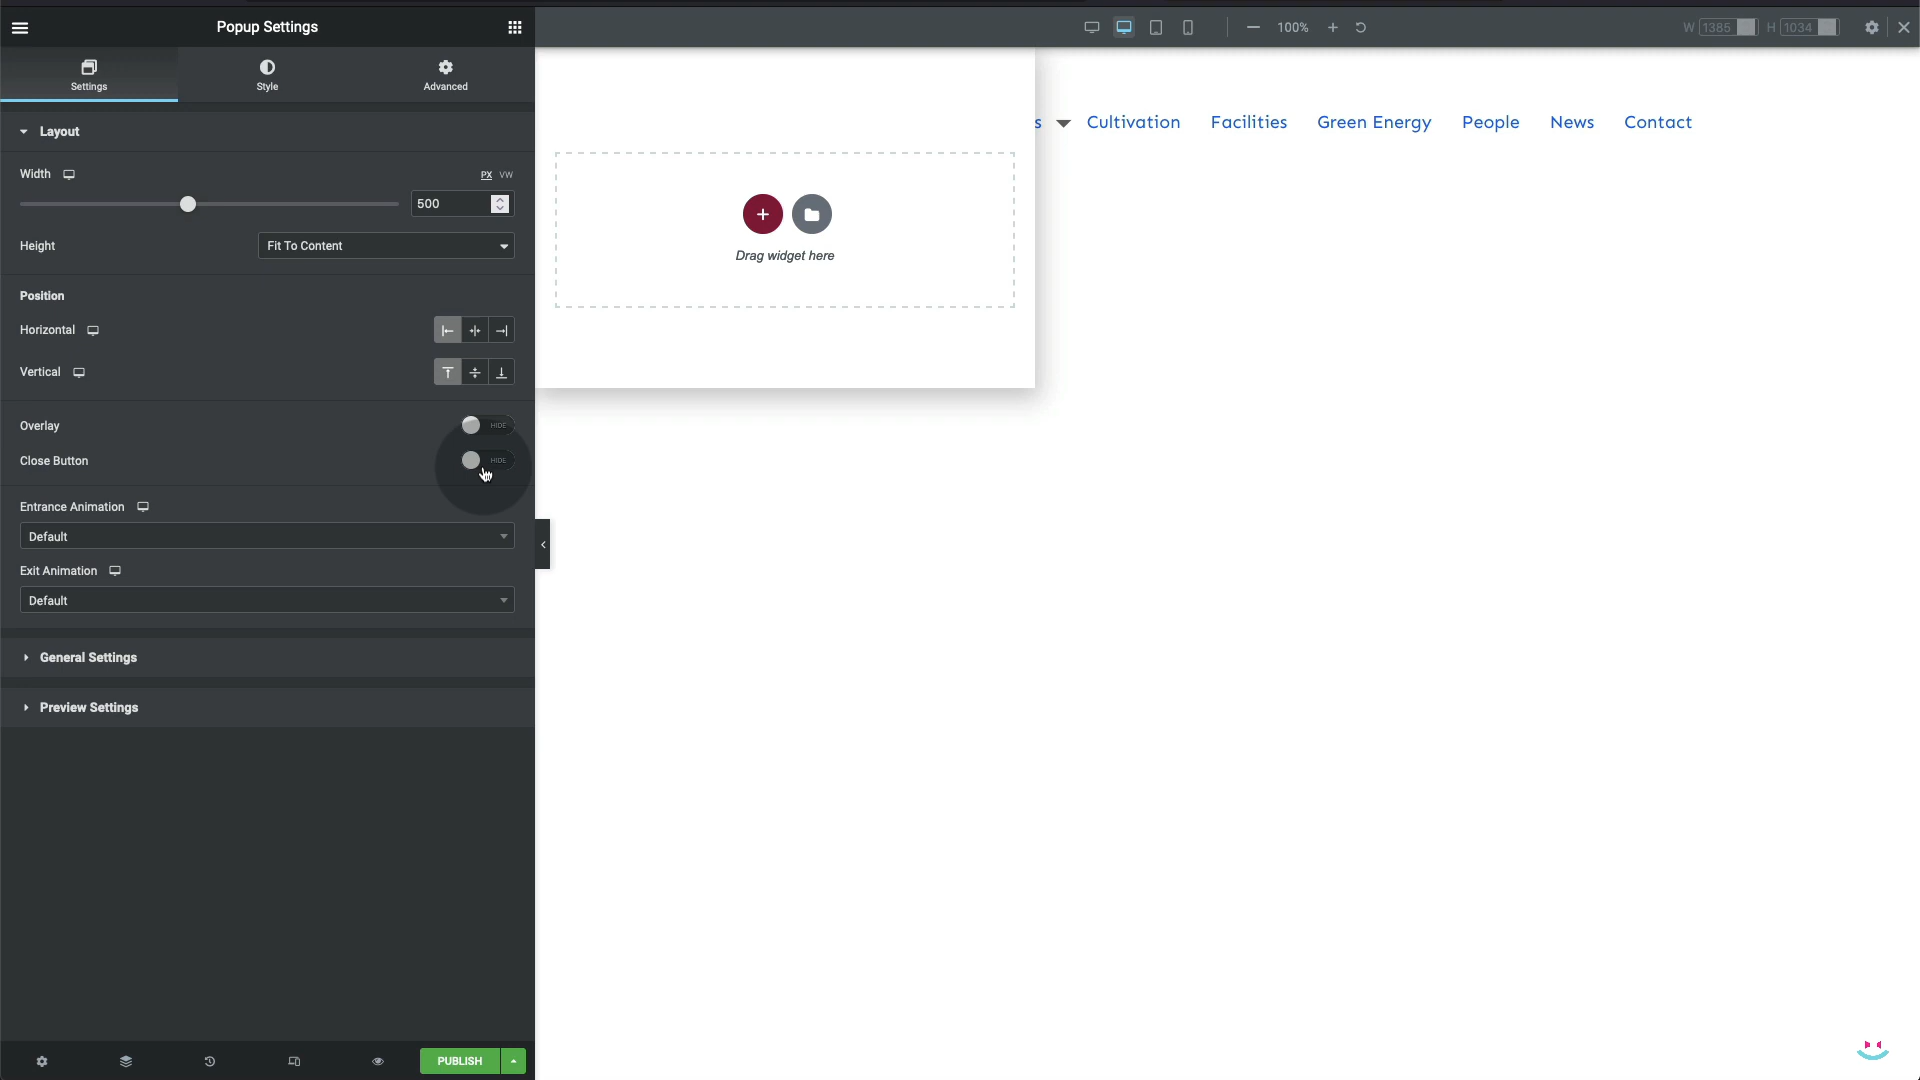 Popup Settings
100%
W 1385 H 1034
Settings Style Advanced
Layout
s Cultivation Facilities Green Energy People News Contact
Width PX VW
500
Height Fit To Content
Drag widget here
Position
Horizontal
Vertical
Overlay HIDE
Close Button HIDE
Entrance Animation
Default
Exit Animation
Default
General Settings
Preview Settings
PUBLISH